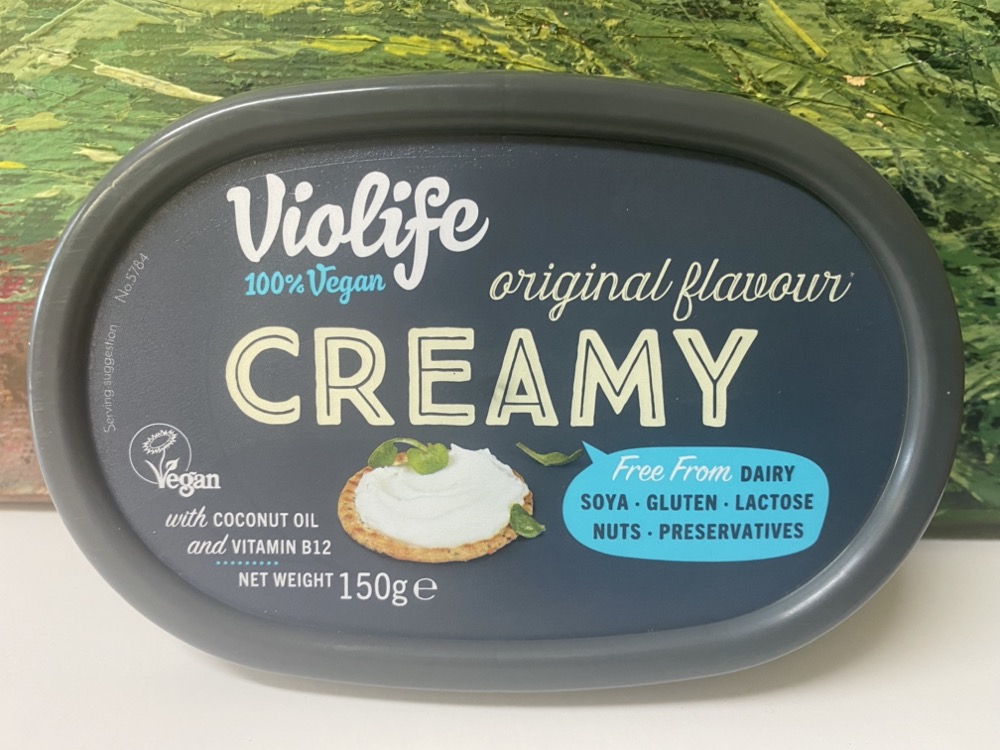 Violife
100% Vegan
original flavour
CREAMY
No.5784
Serving suggestion
Vegan
with COCONUT OIL
and VITAMIN B12
NET WEIGHT 150g ℮
Free From DAIRY
SOYA · GLUTEN · LACTOSE
NUTS · PRESERVATIVES